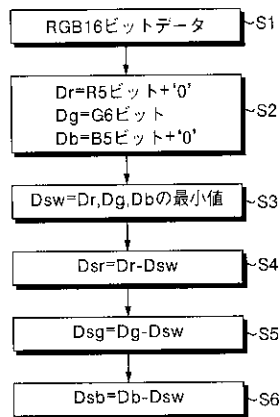 RGB16ビットデータ
S1
Dr=R5ビット+‘0’
Dg=G6ビット
Db=B5ビット+‘0’
S2
Dsw=Dr,Dg,Dbの最小値
S3
Dsr=Dr-Dsw
S4
Dsg=Dg-Dsw
S5
Dsb=Db-Dsw
S6